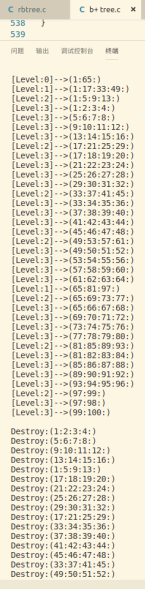 rbtree.c
b+ tree.c
538 }
539
问题 输出 调试控制台 终端
[Level:0]-->(1:65:)
[Level:1]-->(1:17:33:49:)
[Level:2]-->(1:5:9:13:)
[Level:3]-->(1:2:3:4:)
[Level:3]-->(5:6:7:8:)
[Level:3]-->(9:10:11:12:)
[Level:3]-->(13:14:15:16:)
[Level:2]-->(17:21:25:29:)
[Level:3]-->(17:18:19:20:)
[Level:3]-->(21:22:23:24:)
[Level:3]-->(25:26:27:28:)
[Level:3]-->(29:30:31:32:)
[Level:2]-->(33:37:41:45:)
[Level:3]-->(33:34:35:36:)
[Level:3]-->(37:38:39:40:)
[Level:3]-->(41:42:43:44:)
[Level:3]-->(45:46:47:48:)
[Level:2]-->(49:53:57:61:)
[Level:3]-->(49:50:51:52:)
[Level:3]-->(53:54:55:56:)
[Level:3]-->(57:58:59:60:)
[Level:3]-->(61:62:63:64:)
[Level:1]-->(65:81:97:)
[Level:2]-->(65:69:73:77:)
[Level:3]-->(65:66:67:68:)
[Level:3]-->(69:70:71:72:)
[Level:3]-->(73:74:75:76:)
[Level:3]-->(77:78:79:80:)
[Level:2]-->(81:85:89:93:)
[Level:3]-->(81:82:83:84:)
[Level:3]-->(85:86:87:88:)
[Level:3]-->(89:90:91:92:)
[Level:3]-->(93:94:95:96:)
[Level:2]-->(97:99:)
[Level:3]-->(97:98:)
[Level:3]-->(99:100:)
Destroy:(1:2:3:4:)
Destroy:(5:6:7:8:)
Destroy:(9:10:11:12:)
Destroy:(13:14:15:16:)
Destroy:(1:5:9:13:)
Destroy:(17:18:19:20:)
Destroy:(21:22:23:24:)
Destroy:(25:26:27:28:)
Destroy:(29:30:31:32:)
Destroy:(17:21:25:29:)
Destroy:(33:34:35:36:)
Destroy:(37:38:39:40:)
Destroy:(41:42:43:44:)
Destroy:(45:46:47:48:)
Destroy:(33:37:41:45:)
Destroy:(49:50:51:52:)